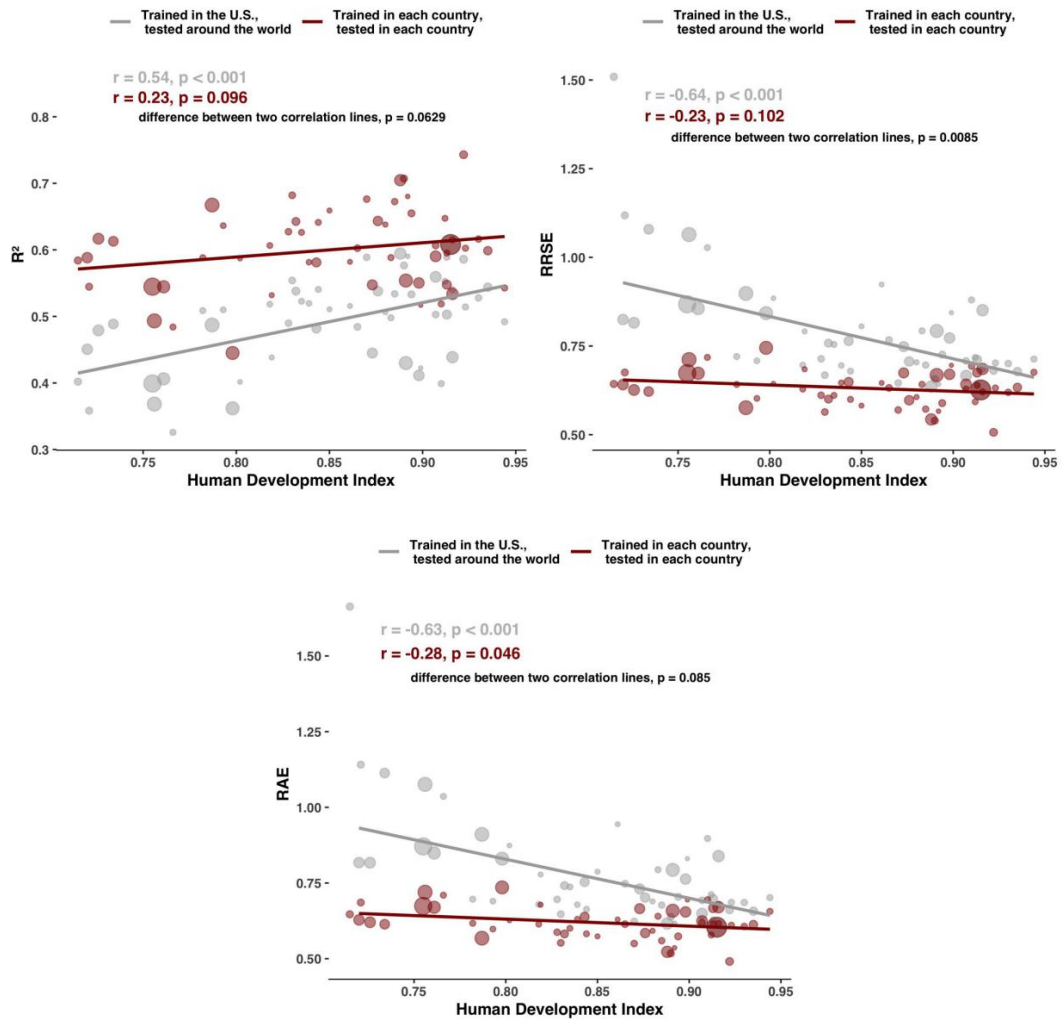 Trained in the U.S.,
tested around the world
Trained in each country,
tested in each country
r = 0.54, p < 0.001
r = 0.23, p = 0.096
difference between two correlation lines, p = 0.0629
0.8
0.7
0.6
0.5
0.4
0.3
R²
0.75 0.80 0.85 0.90 0.95
Human Development Index
Trained in the U.S.,
tested around the world
Trained in each country,
tested in each country
1.50
r = -0.64, p < 0.001
r = -0.23, p = 0.102
difference between two correlation lines, p = 0.0085
1.25
1.00
0.75
0.50
RRSE
0.75 0.80 0.85 0.90 0.95
Human Development Index
Trained in the U.S.,
tested around the world
Trained in each country,
tested in each country
r = -0.63, p < 0.001
r = -0.28, p = 0.046
difference between two correlation lines, p = 0.085
1.50
1.25
1.00
0.75
0.50
RAE
0.75 0.80 0.85 0.90 0.95
Human Development Index